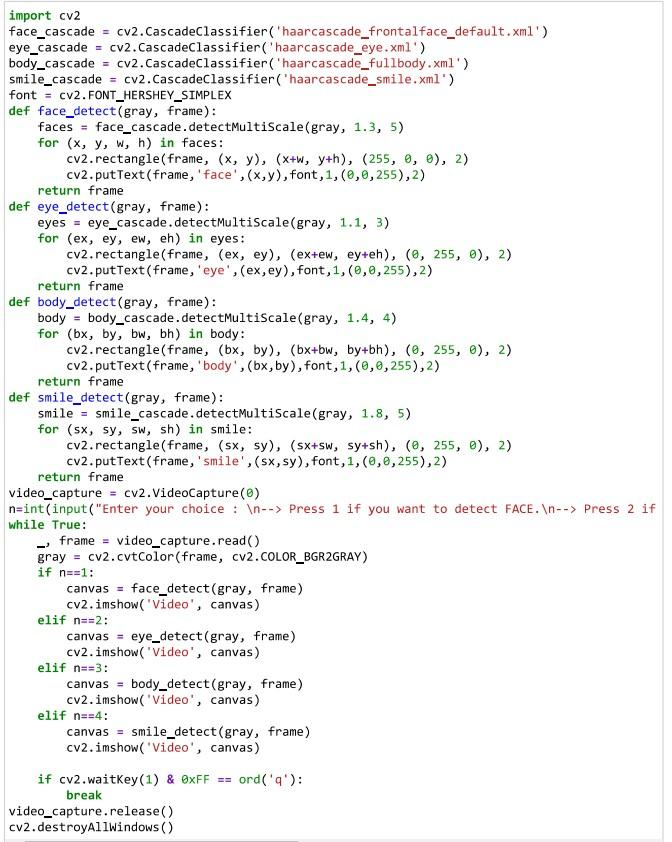 import cv2
face_cascade = cv2.CascadeClassifier('haarcascade_frontalface_default.xml')
eye_cascade = cv2.CascadeClassifier('haarcascade_eye.xml')
body_cascade = cv2.CascadeClassifier('haarcascade_fullbody.xml')
smile_cascade = cv2.CascadeClassifier('haarcascade_smile.xml')
font = cv2.FONT_HERSHEY_SIMPLEX
def face_detect(gray, frame):
    faces = face_cascade.detectMultiScale(gray, 1.3, 5)
    for (x, y, w, h) in faces:
        cv2.rectangle(frame, (x, y), (x+w, y+h), (255, 0, 0), 2)
        cv2.putText(frame,'face',(x,y),font,1,(0,0,255),2)
    return frame
def eye_detect(gray, frame):
    eyes = eye_cascade.detectMultiScale(gray, 1.1, 3)
    for (ex, ey, ew, eh) in eyes:
        cv2.rectangle(frame, (ex, ey), (ex+ew, ey+eh), (0, 255, 0), 2)
        cv2.putText(frame,'eye',(ex,ey),font,1,(0,0,255),2)
    return frame
def body_detect(gray, frame):
    body = body_cascade.detectMultiScale(gray, 1.4, 4)
    for (bx, by, bw, bh) in body:
        cv2.rectangle(frame, (bx, by), (bx+bw, by+bh), (0, 255, 0), 2)
        cv2.putText(frame,'body',(bx,by),font,1,(0,0,255),2)
    return frame
def smile_detect(gray, frame):
    smile = smile_cascade.detectMultiScale(gray, 1.8, 5)
    for (sx, sy, sw, sh) in smile:
        cv2.rectangle(frame, (sx, sy), (sx+sw, sy+sh), (0, 255, 0), 2)
        cv2.putText(frame,'smile',(sx,sy),font,1,(0,0,255),2)
    return frame
video_capture = cv2.VideoCapture(0)
n=int(input("Enter your choice : \n--> Press 1 if you want to detect FACE.\n--> Press 2 if
while True:
    _, frame = video_capture.read()
    gray = cv2.cvtColor(frame, cv2.COLOR_BGR2GRAY)
    if n==1:
        canvas = face_detect(gray, frame)
        cv2.imshow('Video', canvas)
    elif n==2:
        canvas = eye_detect(gray, frame)
        cv2.imshow('Video', canvas)
    elif n==3:
        canvas = body_detect(gray, frame)
        cv2.imshow('Video', canvas)
    elif n==4:
        canvas = smile_detect(gray, frame)
        cv2.imshow('Video', canvas)

    if cv2.waitKey(1) & 0xFF == ord('q'):
        break
video_capture.release()
cv2.destroyAllWindows()